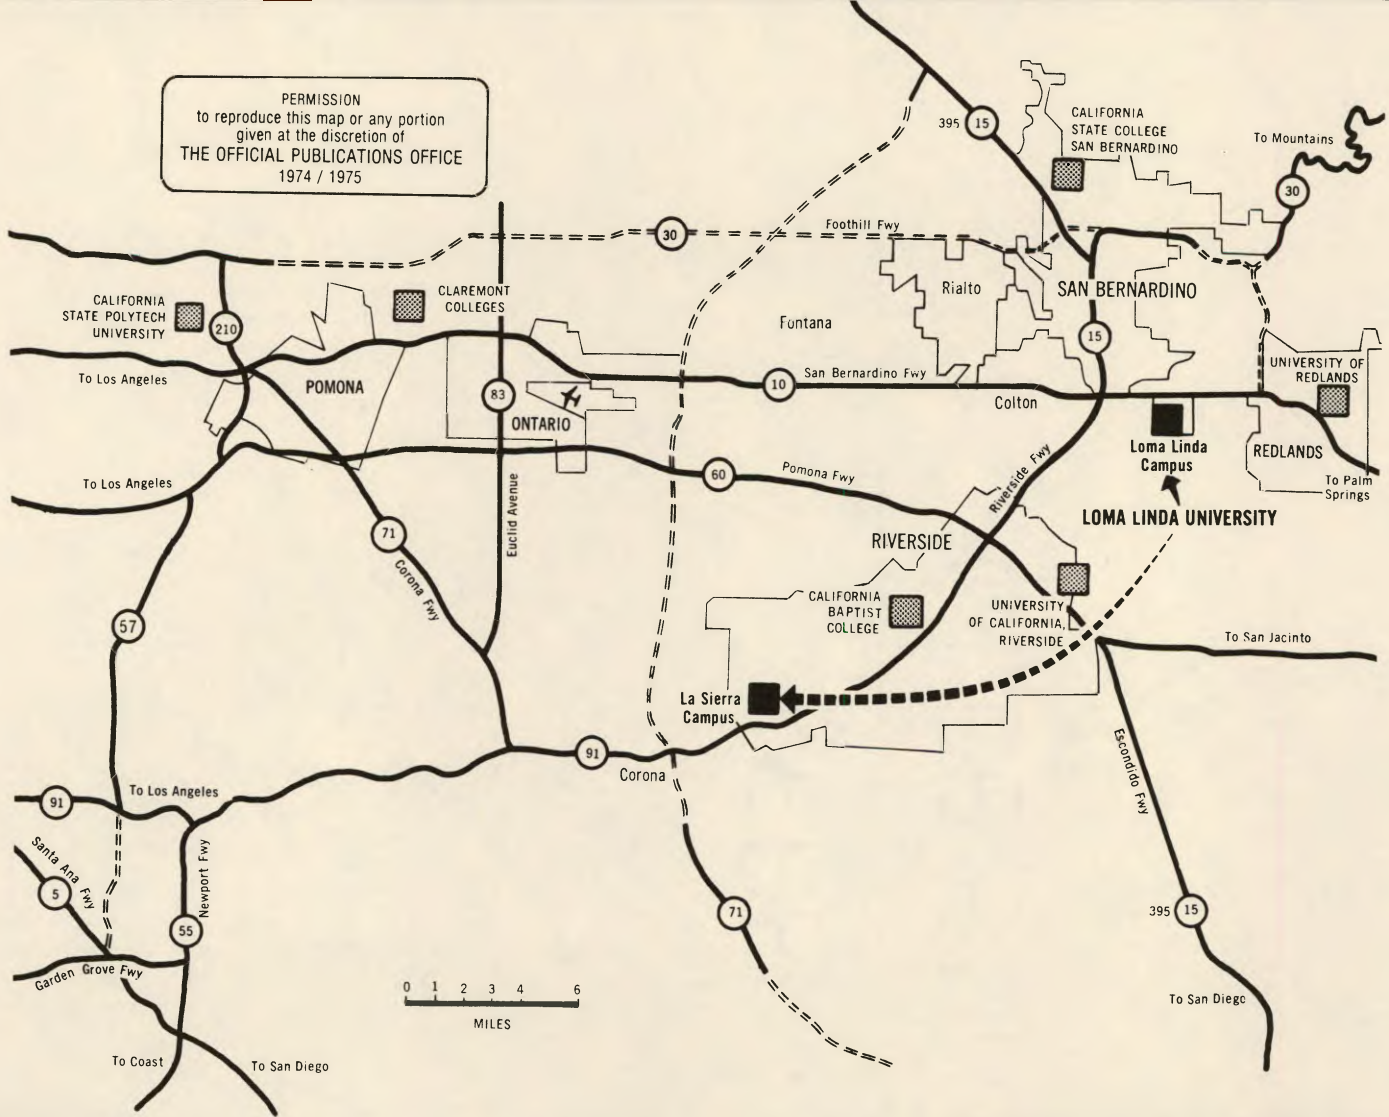 PERMISSION
to reproduce this map or any portion
given at the discretion of
THE OFFICIAL PUBLICATIONS OFFICE
1974 / 1975
395
15
CALIFORNIA
STATE COLLEGE
SAN BERNARDINO
To Mountains
30
30
Foothill Fwy
CALIFORNIA
STATE POLYTECH
UNIVERSITY
210
CLAREMONT
COLLEGES
Rialto
SAN BERNARDINO
Fontana
15
To Los Angeles
POMONA
83
ONTARIO
10
San Bernardino Fwy
Colton
UNIVERSITY OF
REDLANDS
Loma Linda
Campus
REDLANDS
To Palm
Springs
To Los Angeles
60
Pomona Fwy
Riverside Fwy
Euclid Avenue
LOMA LINDA UNIVERSITY
71
Corona Fwy
RIVERSIDE
CALIFORNIA
BAPTIST
COLLEGE
UNIVERSITY
OF CALIFORNIA,
RIVERSIDE
57
To San Jacinto
La Sierra
Campus
91
Corona
Escondido Fwy
91
To Los Angeles
Santa Ana Fwy
5
Newport Fwy
55
71
395
15
Garden Grove Fwy
0 1 2 3 4 6
MILES
To San Diego
To Coast
To San Diego